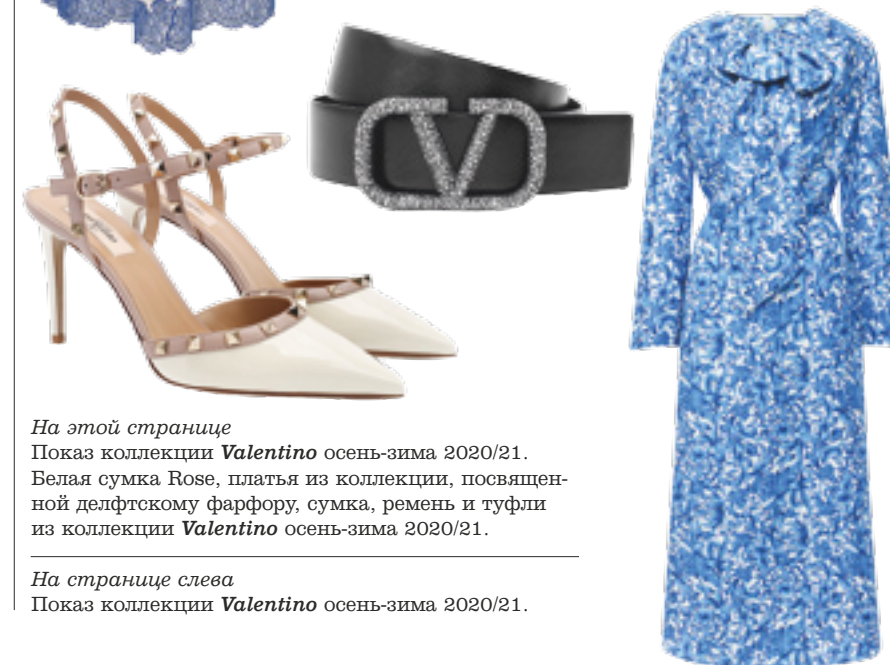 На этой странице
Показ коллекции Valentino осень-зима 2020/21.
Белая сумка Rose, платья из коллекции, посвящен-
ной делфтскому фарфору, сумка, ремень и туфли
из коллекции Valentino осень-зима 2020/21.
На странице слева
Показ коллекции Valentino осень-зима 2020/21.